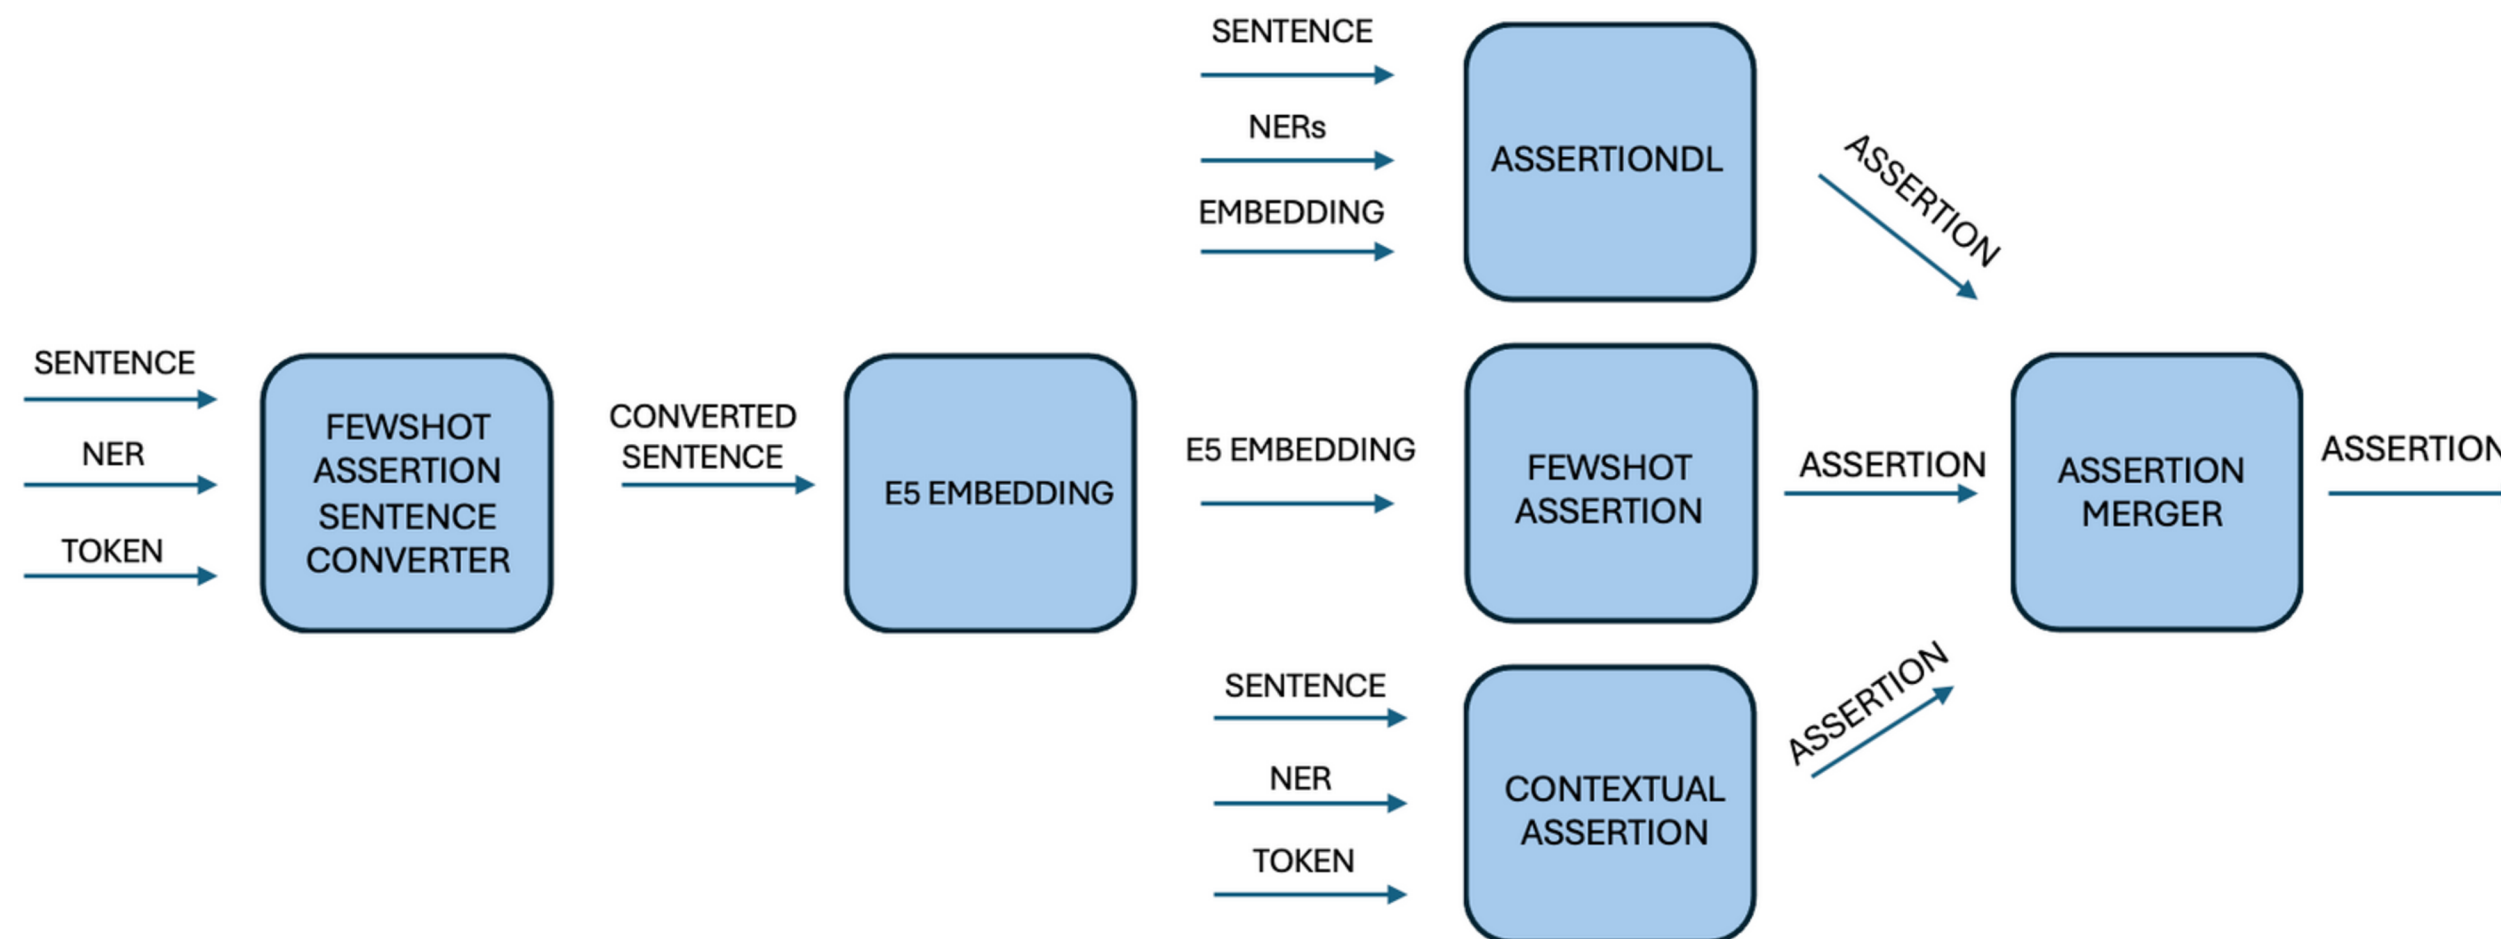 SENTENCE
NERs
EMBEDDING
ASSERTIONDL
ASSERTION
SENTENCE
NER
TOKEN
FEWSHOT
ASSERTION
SENTENCE
CONVERTER
CONVERTED
SENTENCE
E5 EMBEDDING
E5 EMBEDDING
FEWSHOT
ASSERTION
ASSERTION
ASSERTION
MERGER
ASSERTION
SENTENCE
NER
TOKEN
CONTEXTUAL
ASSERTION
ASSERTION